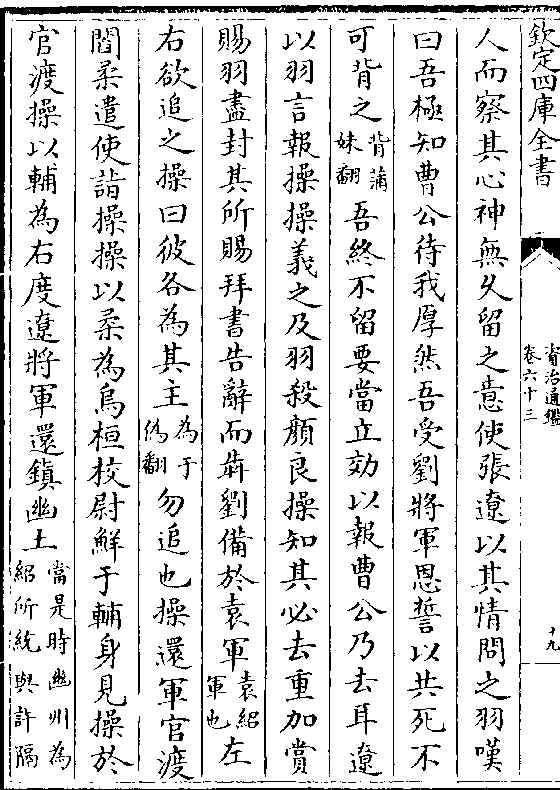 欽定四庫全書
資治通鑑
卷六十三
十九
人而察其心神無久留之意使張遼以其情問之羽嘆
曰吾極知曹公待我厚然吾受劉將軍恩誓以共死不
可背之背蒲妹翻吾終不留要當立効以報曹公乃去耳遼
以羽言報操操義之及羽殺顔良操知其必去重加賞
賜羽盡封其所賜拜書告辭而犇劉備於袁軍袁紹軍也左
右欲追之操曰彼各為其主為于偽翻勿追也操還軍官渡
閻柔遣使詣操操以柔為烏桓校尉鮮于輔身見操於
官渡操以輔為右度遼將軍還鎮幽土當是時幽州為紹所統與許隔